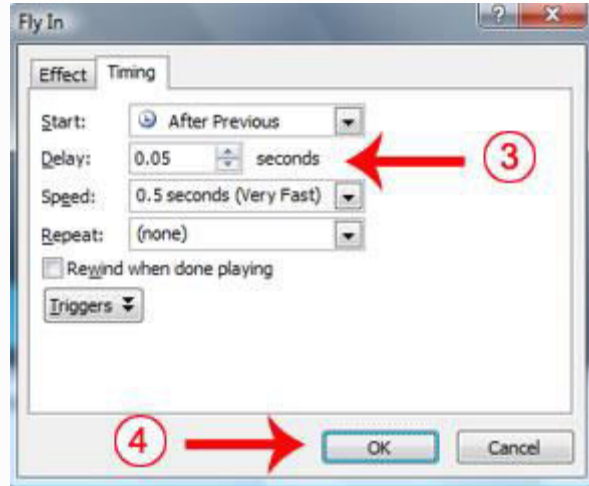 Fly In ? X
Effect Timing
Start: After Previous
Delay: 0.05 seconds 3
Speed: 0.5 seconds (Very Fast)
Repeat: (none)
Rewind when done playing
Triggers
4 OK Cancel